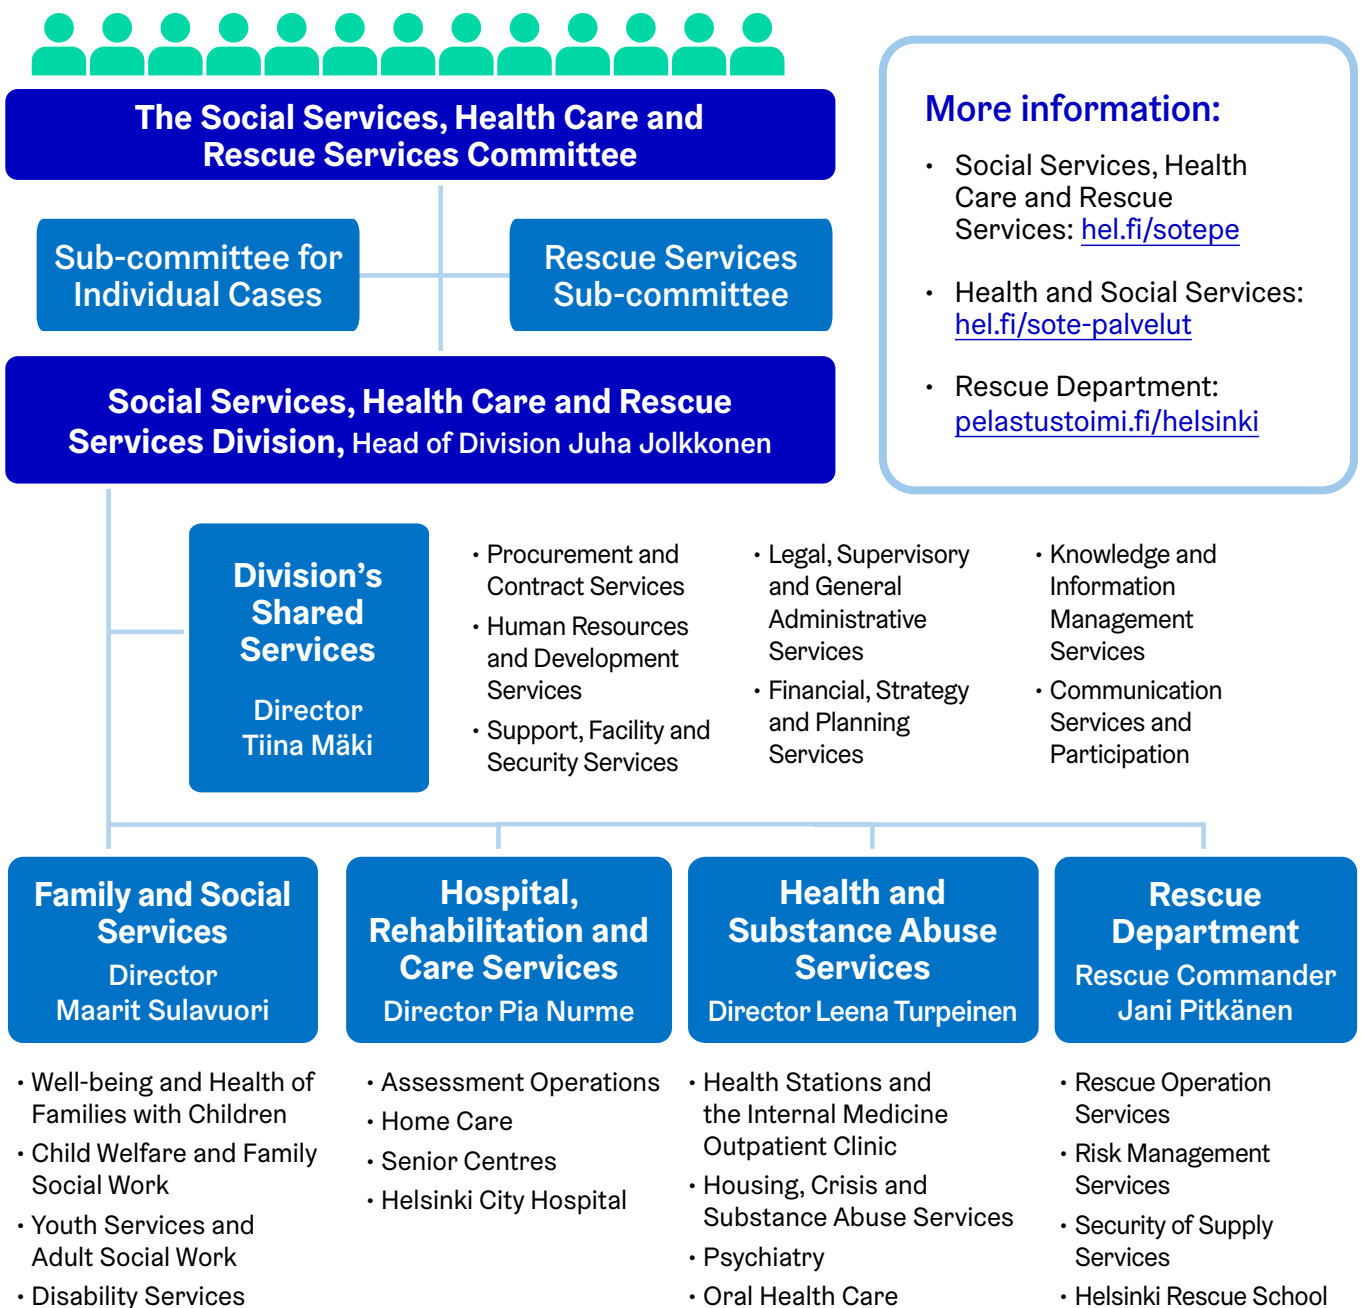 The Social Services, Health Care and
Rescue Services Committee
Sub-committee for
Individual Cases
Rescue Services
Sub-committee
Social Services, Health Care and Rescue
Services Division, Head of Division Juha Jolkkonen
More information:
• Social Services, Health
Care and Rescue
Services: hel.fi/sotepe
• Health and Social Services:
hel.fi/sote-palvelut
• Rescue Department:
pelastustoimi.fi/helsinki
Division’s
Shared
Services
Director
Tiina Mäki
• Procurement and
Contract Services
• Human Resources
and Development
Services
• Support, Facility and
Security Services
• Legal, Supervisory
and General
Administrative
Services
• Financial, Strategy
and Planning
Services
• Knowledge and
Information
Management
Services
• Communication
Services and
Participation
Family and Social
Services
Director
Maarit Sulavuori
• Well-being and Health of
Families with Children
• Child Welfare and Family
Social Work
• Youth Services and
Adult Social Work
• Disability Services
Hospital,
Rehabilitation and
Care Services
Director Pia Nurme
• Assessment Operations
• Home Care
• Senior Centres
• Helsinki City Hospital
Health and
Substance Abuse
Services
Director Leena Turpeinen
• Health Stations and
the Internal Medicine
Outpatient Clinic
• Housing, Crisis and
Substance Abuse Services
• Psychiatry
• Oral Health Care
Rescue
Department
Rescue Commander
Jani Pitkänen
• Rescue Operation
Services
• Risk Management
Services
• Security of Supply
Services
• Helsinki Rescue School